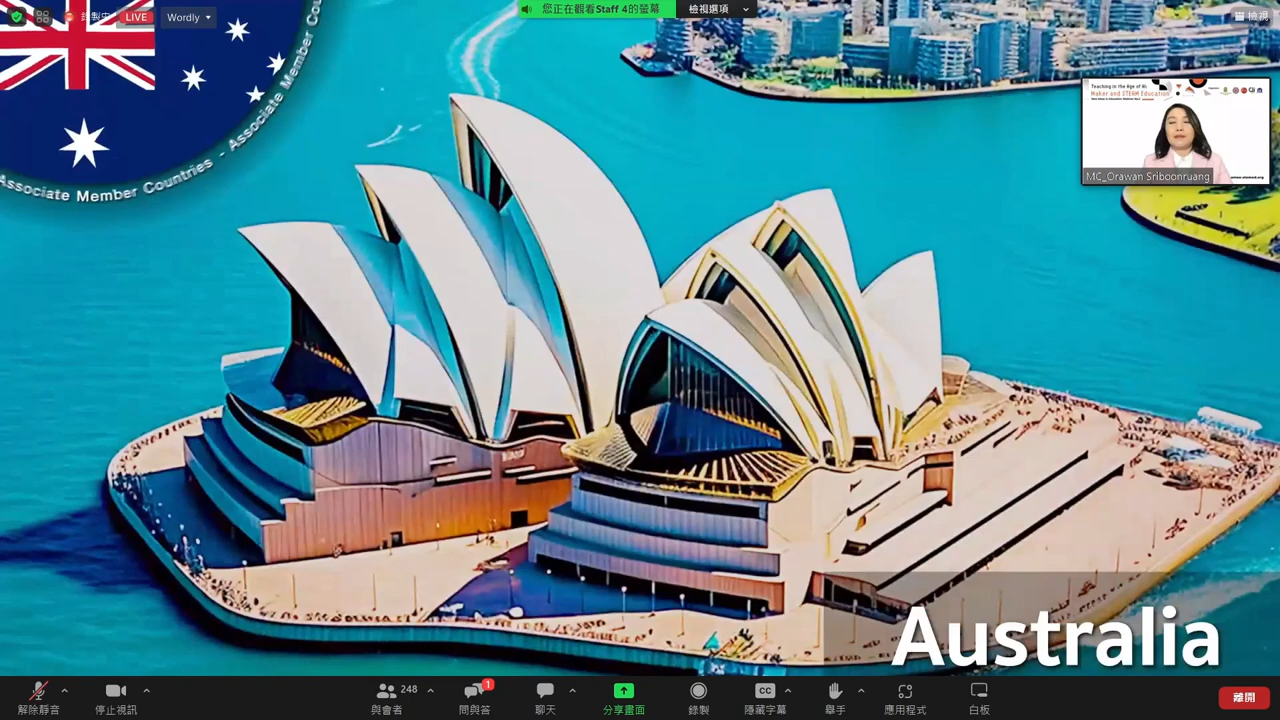 錄製中
LIVE
Wordly
您正在觀看Staff 4的螢幕
檢視選項
檢視
Associate Member Countries - Associate Member Cou
Teaching in the Age of AI:
Maker and STEAM Education
MC_Orawan Sriboonruang
Australia
解除靜音
停止視訊
248
與會者
1
問與答
聊天
分享畫面
錄製
CC
隱藏字幕
舉手
應用程式
白板
離開